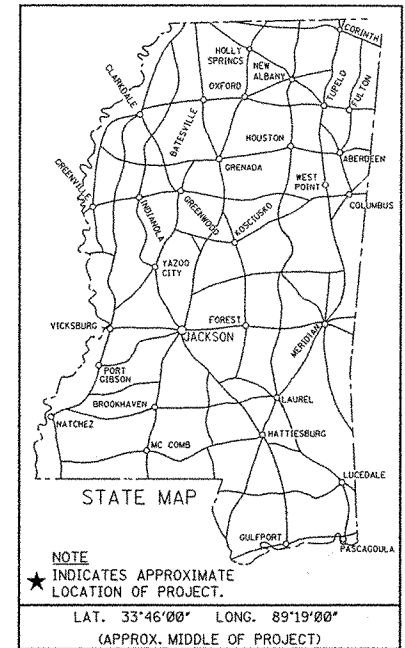 CORINTH
HOLLY
SPRINGS
NEW
ALBANY
CLARKDALE
OXFORD
TUPELO
FULTON
BATESVILLE
HOUSTON
ABERDEEN
GRENADA
GREENVILLE
WEST
POINT
COLUMBUS
INDIANOLA
GREENWOOD
KOSCIUSKO
YAZOO
CITY
VICKSBURG
FOREST
JACKSON
MERIDIAN
PORT
GIBSON
BROOKHAVEN
LAUREL
NATCHEZ
HATTIESBURG
MC COMB
LUCEDALE
STATE MAP
GULFPORT
PASCAGOULA
NOTE
INDICATES APPROXIMATE
LOCATION OF PROJECT.
LAT. 33°46'00" LONG. 89°19'00"
(APPROX. MIDDLE OF PROJECT)